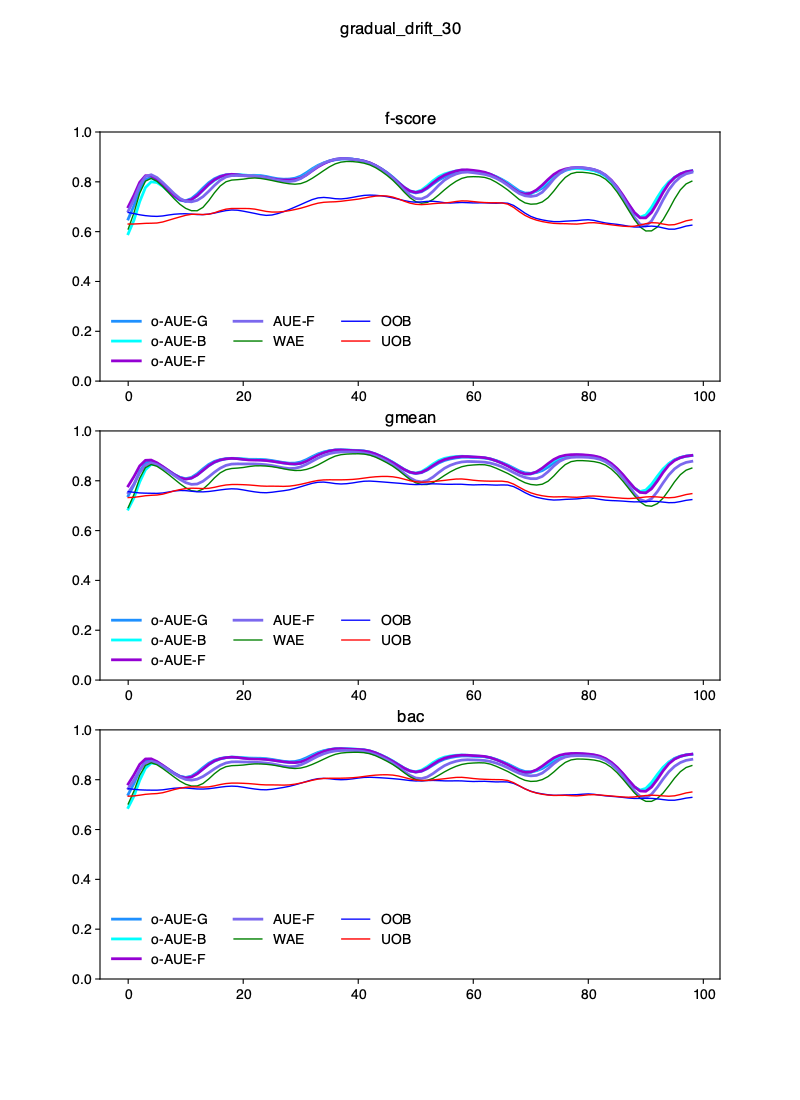 gradual_drift_30
f-score
1.0
0.8
0.6
0.4
0.2
0.0
o-AUE-G AUE-F OOB
o-AUE-B WAE UOB
o-AUE-F
0 20 40 60 80 100
gmean
1.0
0.8
0.6
0.4
0.2
0.0
o-AUE-G AUE-F OOB
o-AUE-B WAE UOB
o-AUE-F
0 20 40 60 80 100
bac
1.0
0.8
0.6
0.4
0.2
0.0
o-AUE-G AUE-F OOB
o-AUE-B WAE UOB
o-AUE-F
0 20 40 60 80 100